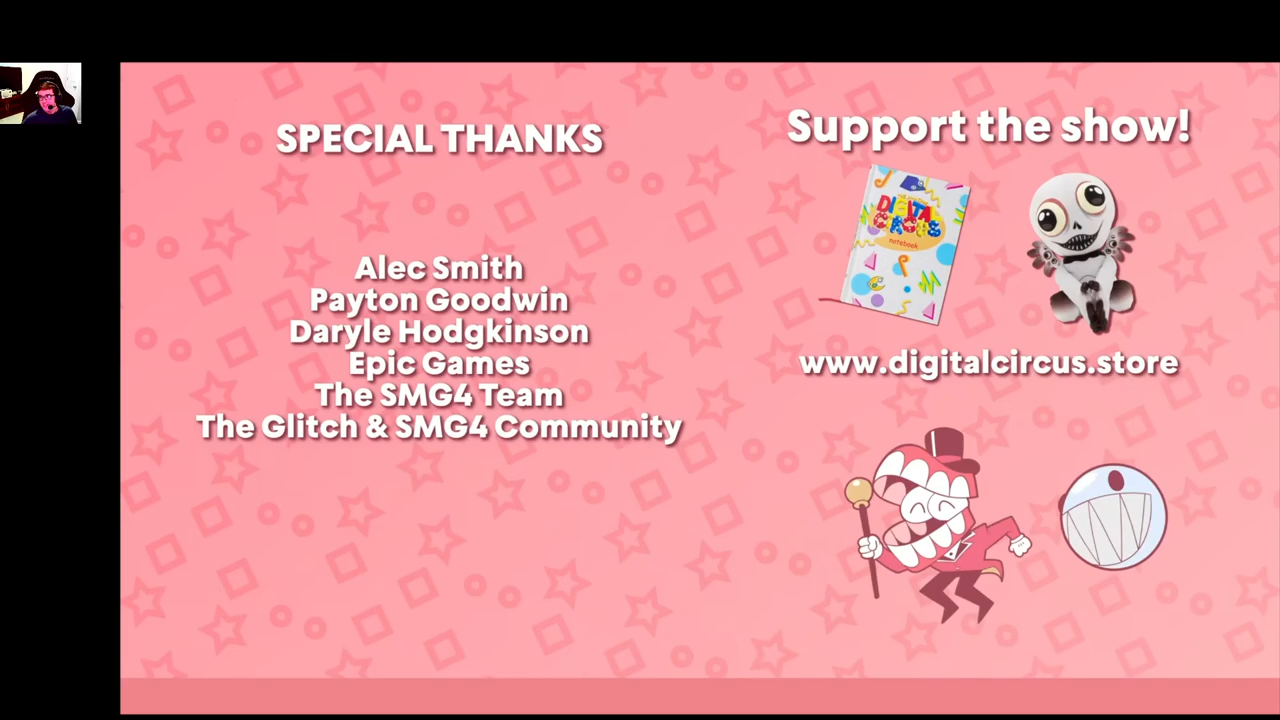 SPECIAL THANKS
Alec Smith
Payton Goodwin
Daryle Hodgkinson
Epic Games
The SMG4 Team
The Glitch & SMG4 Community
Support the show!
DIGITAL
CIRCUS
notebook
www.digitalcircus.store